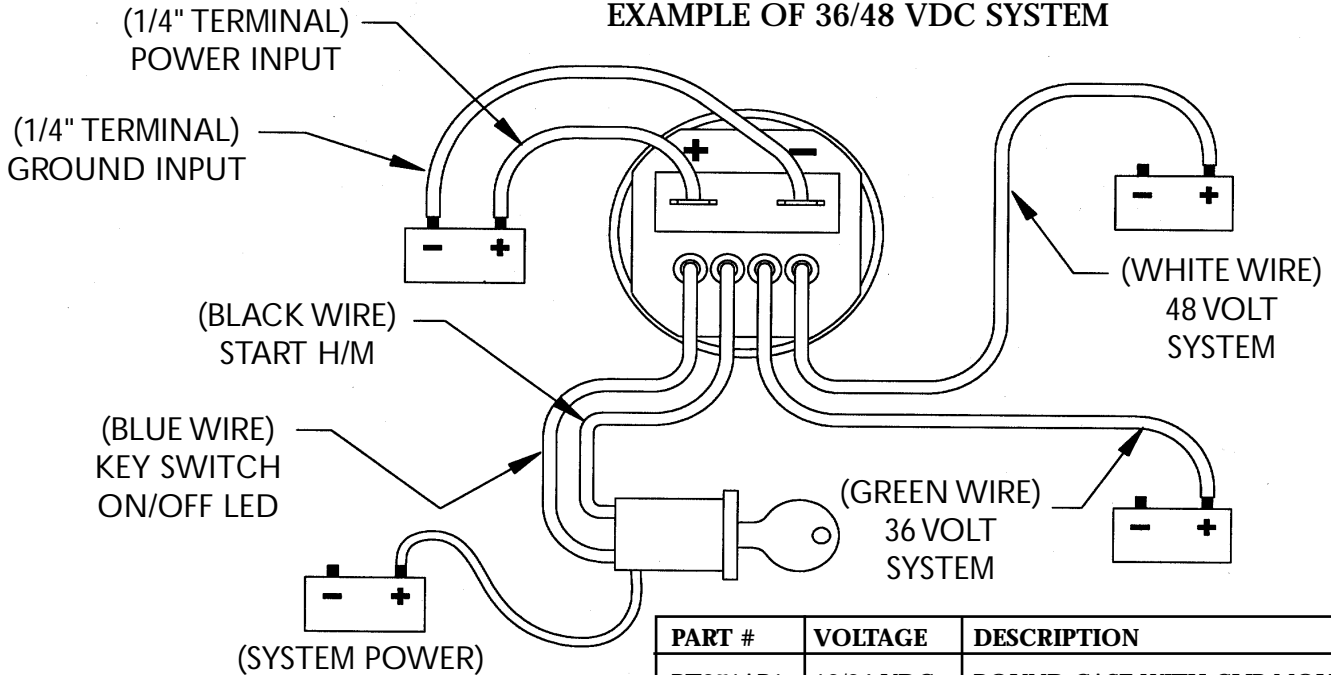 EXAMPLE OF 36/48 VDC SYSTEM
(1/4" TERMINAL)
POWER INPUT
(1/4" TERMINAL)
GROUND INPUT
+ −
− +
− +
(WHITE WIRE)
48 VOLT
SYSTEM
(BLACK WIRE)
START H/M
(BLUE WIRE)
KEY SWITCH
ON/OFF LED
(GREEN WIRE)
36 VOLT
SYSTEM
− +
− +
(SYSTEM POWER)
PART # VOLTAGE DESCRIPTION